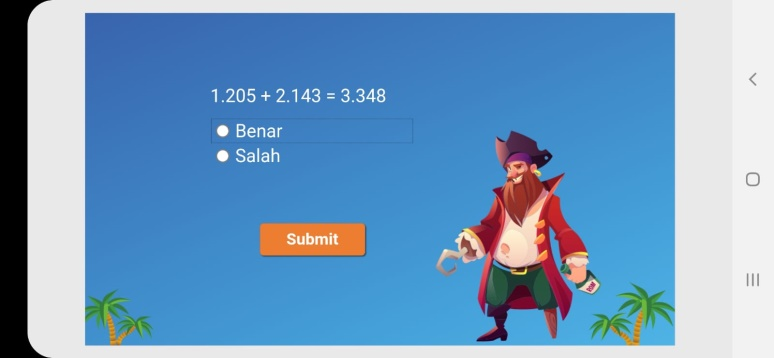 1.205 + 2.143 = 3.348
Benar
Salah
Submit